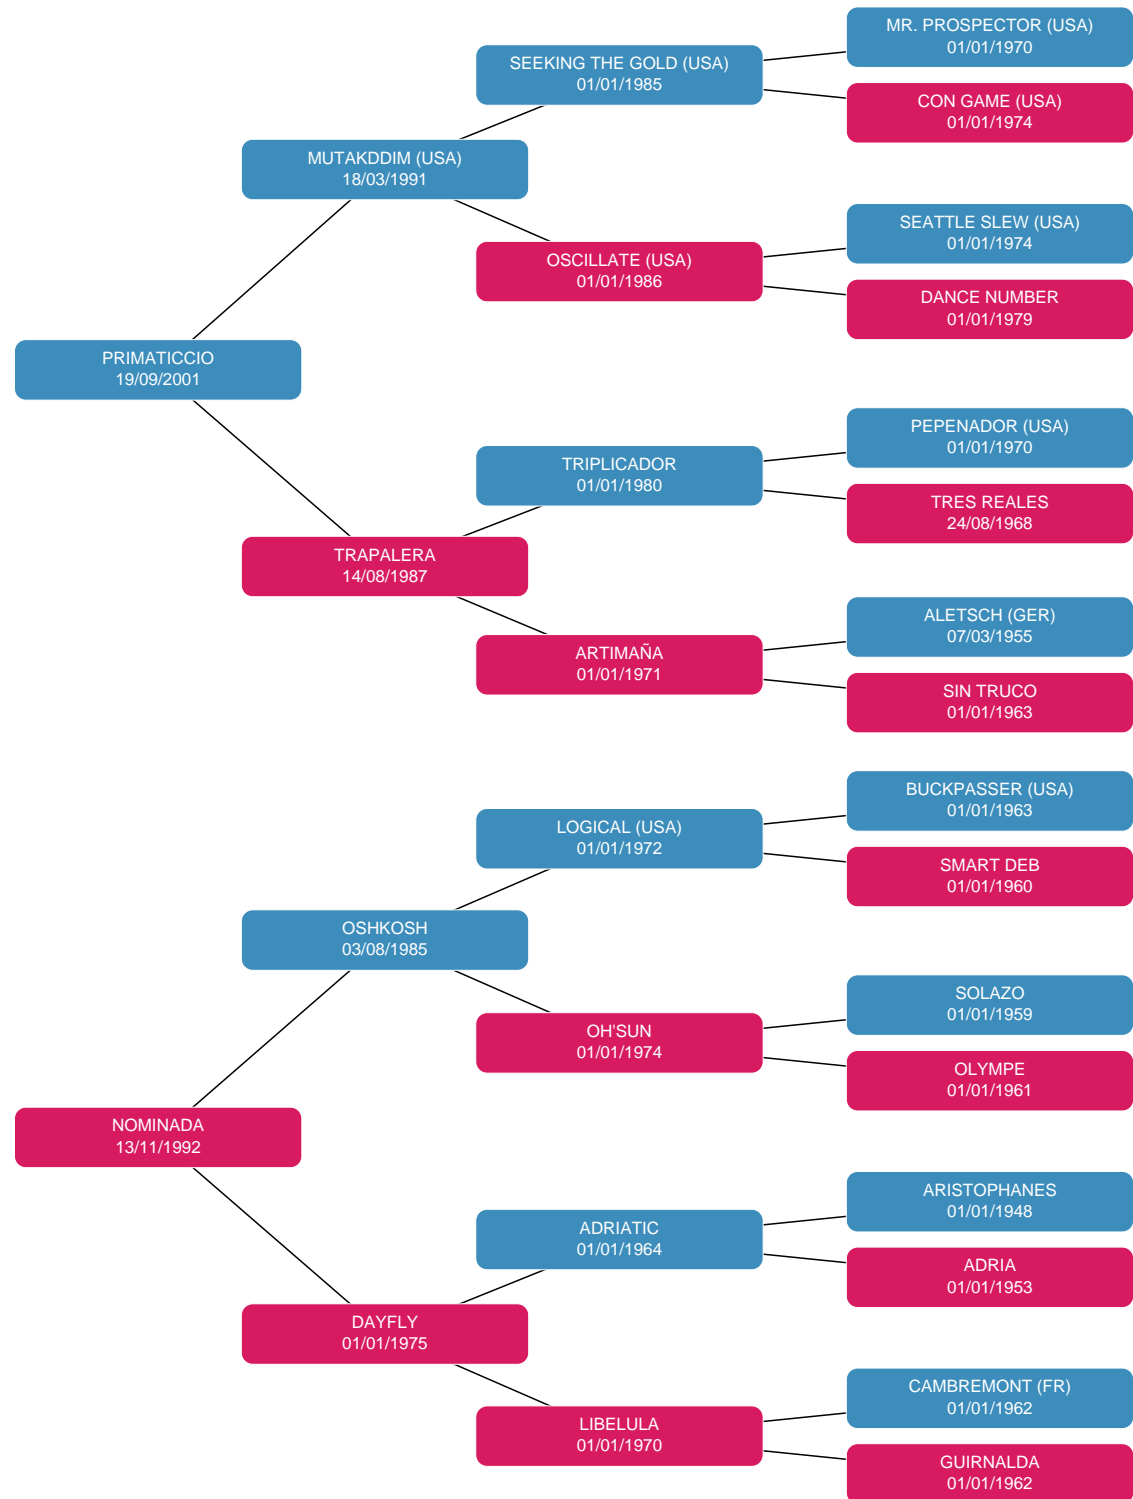 MR. PROSPECTOR (USA)
01/01/1970
SEEKING THE GOLD (USA)
01/01/1985
CON GAME (USA)
01/01/1974
MUTAKDDIM (USA)
18/03/1991
SEATTLE SLEW (USA)
01/01/1974
OSCILLATE (USA)
01/01/1986
DANCE NUMBER
01/01/1979
PRIMATICCIO
19/09/2001
PEPENADOR (USA)
01/01/1970
TRIPLICADOR
01/01/1980
TRES REALES
24/08/1968
TRAPALERA
14/08/1987
ALETSCH (GER)
07/03/1955
ARTIMAÑA
01/01/1971
SIN TRUCO
01/01/1963
BUCKPASSER (USA)
01/01/1963
LOGICAL (USA)
01/01/1972
SMART DEB
01/01/1960
OSHKOSH
03/08/1985
SOLAZO
01/01/1959
OH'SUN
01/01/1974
OLYMPE
01/01/1961
NOMINADA
13/11/1992
ARISTOPHANES
01/01/1948
ADRIATIC
01/01/1964
ADRIA
01/01/1953
DAYFLY
01/01/1975
CAMBREMONT (FR)
01/01/1962
LIBELULA
01/01/1970
GUIRNALDA
01/01/1962